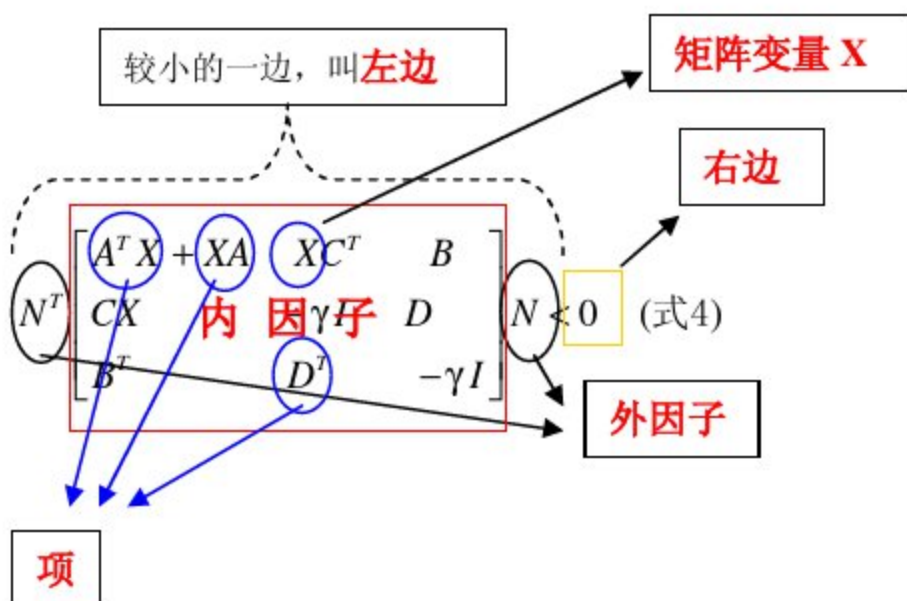 较小的一边，叫左边
矩阵变量 X
右边
A^T X + XA XC^T B
N^T CX -γI D N < 0 (式4)
内 因 子
B^T D^T -γI
外因子
项